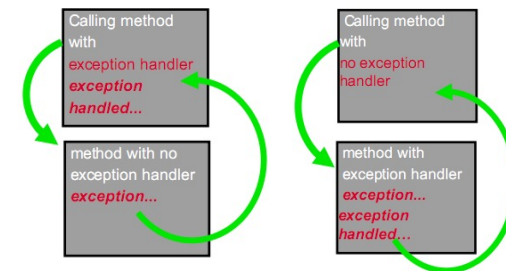 Calling method
with
exception handler
exception
handled...
method with no
exception handler
exception...
Calling method
with
no exception
handler
method with
exception handler
exception...
exception
handled...